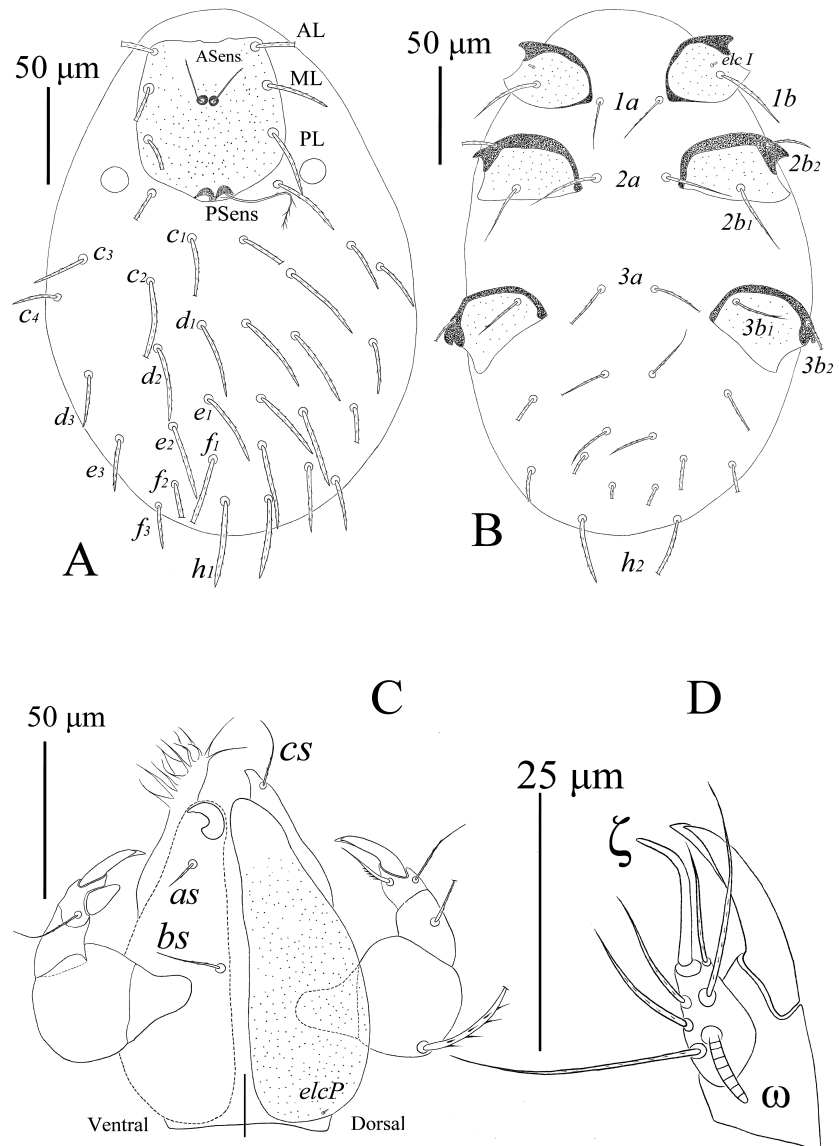 50 μm
AL
ASens
ML
PL
PSens
c3
c1
c4
c2
d1
d2
d3
e1
e2
f1
e3
f2
f3
A
h1
50 μm
elc I
1a
1b
2b2
2a
2b1
3a
3b1
3b2
B
h2
C
50 μm
cs
as
bs
elcP
Ventral
Dorsal
D
25 μm
ζ
ω